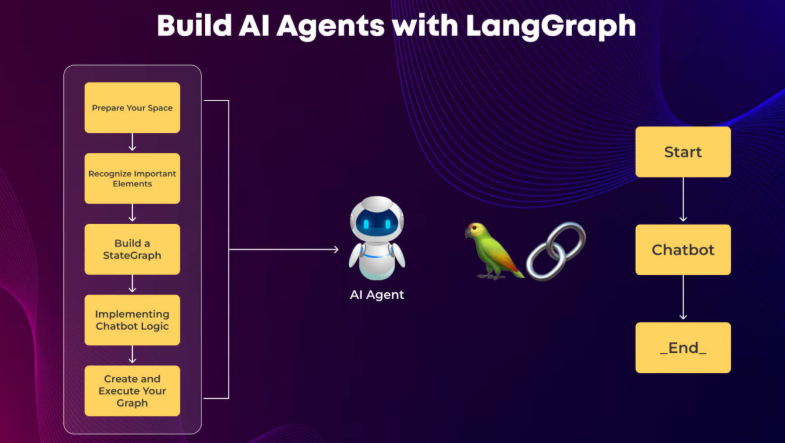 Build AI Agents with LangGraph
Prepare Your Space
Recognize Important
Elements
Build a
StateGraph
Implementing
Chatbot Logic
Create and
Execute Your
Graph
AI Agent
Start
Chatbot
_End_